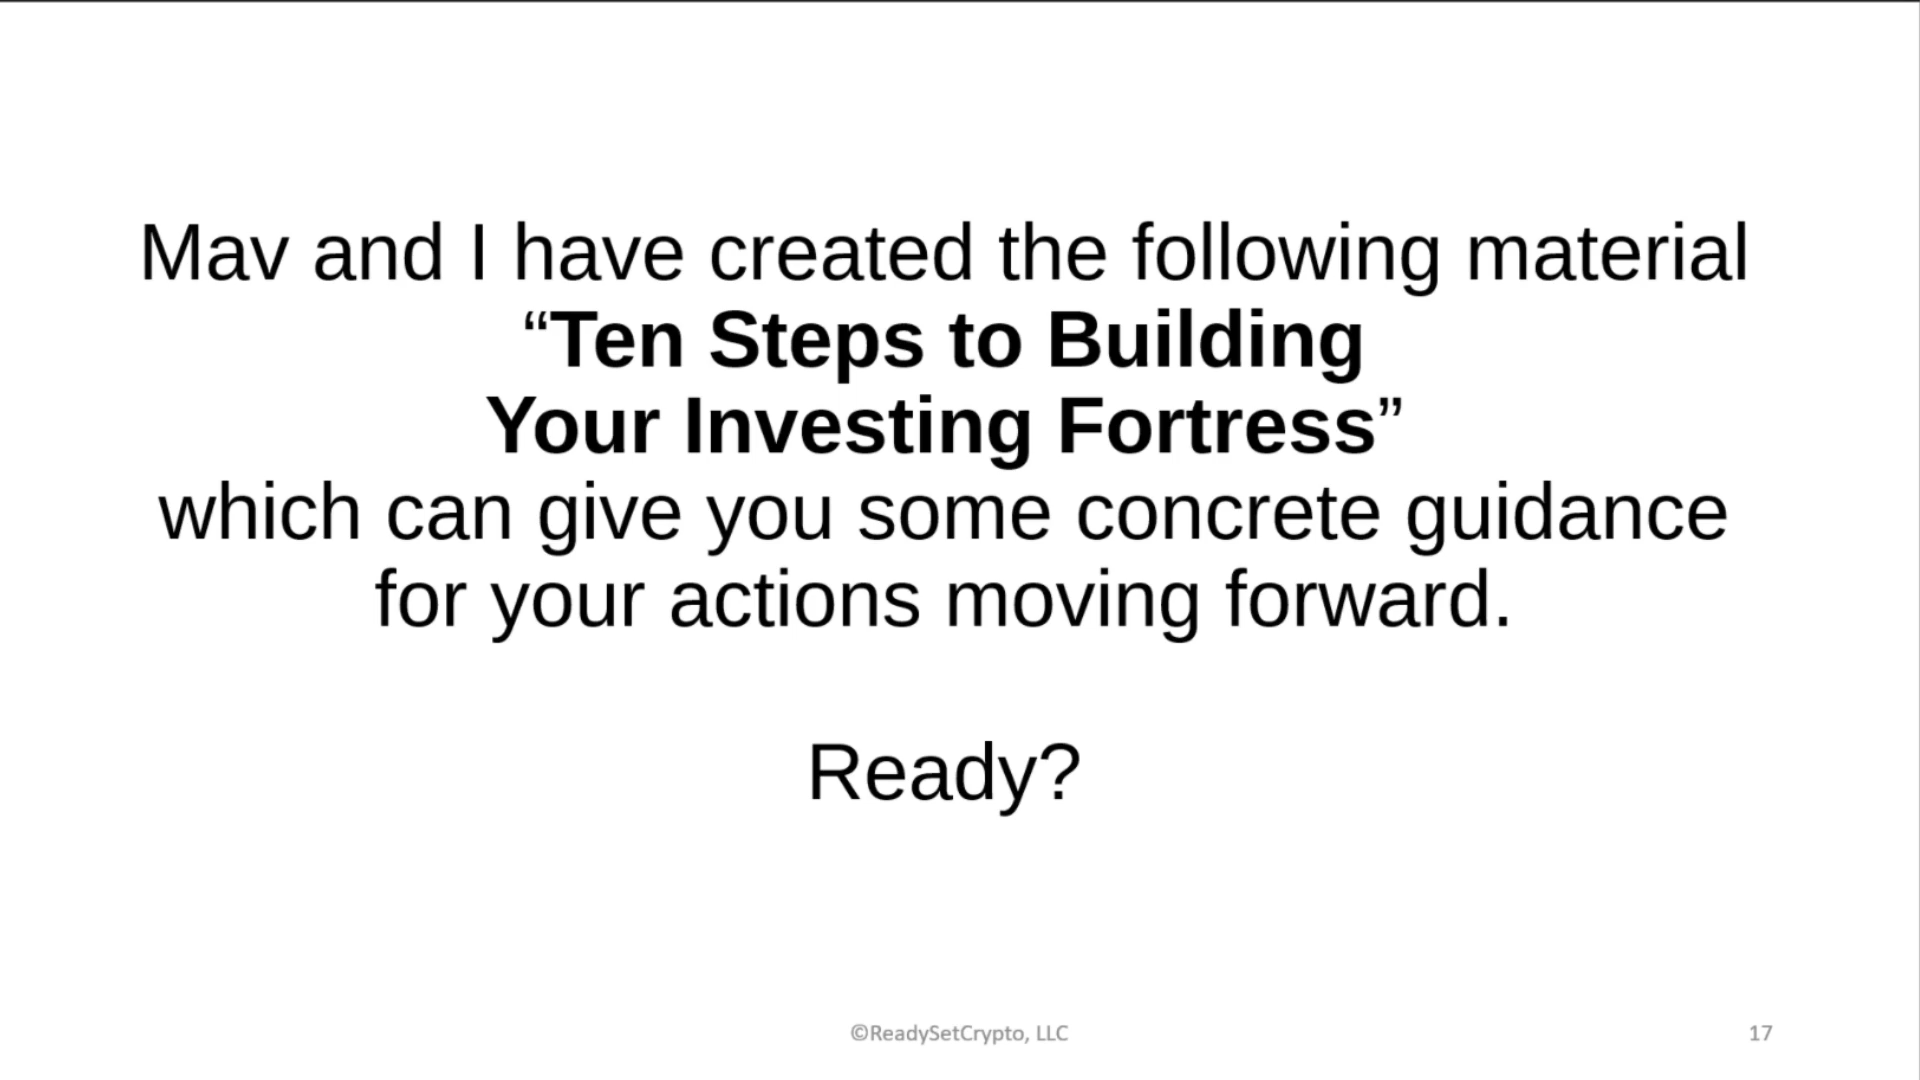 Mav and I have created the following material
“Ten Steps to Building
Your Investing Fortress”
which can give you some concrete guidance
for your actions moving forward.
Ready?
©ReadySetCrypto, LLC
17